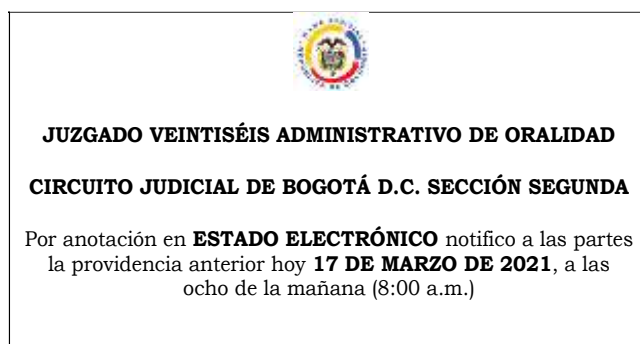 JUZGADO VEINTISÉIS ADMINISTRATIVO DE ORALIDAD
CIRCUITO JUDICIAL DE BOGOTÁ D.C. SECCIÓN SEGUNDA
Por anotación en ESTADO ELECTRÓNICO notifico a las partes
la providencia anterior hoy 17 DE MARZO DE 2021, a las
ocho de la mañana (8:00 a.m.)